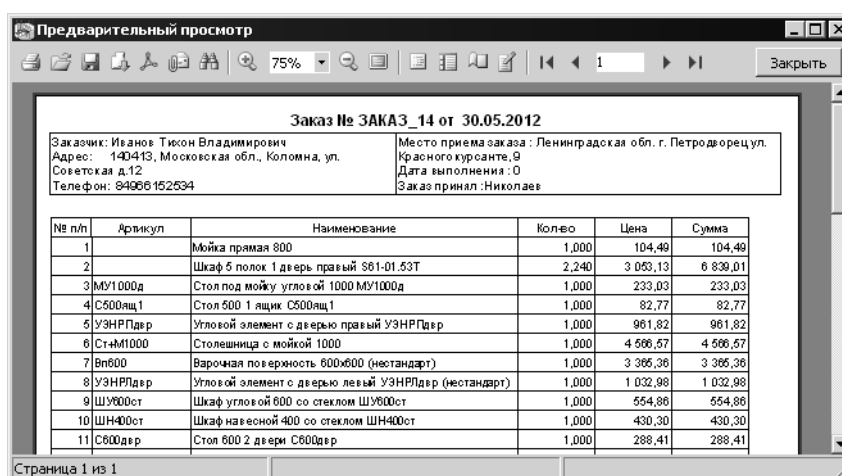 Предварительный просмотр
75% 1 Закрыть
Заказ № ЗАКАЗ_14 от 30.05.2012
Заказчик: Иванов Тихон Владимирович
Адрес: 140413, Московская обл., Коломна, ул.
Советская д.12
Телефон: 84966152534
Место приема заказа : Ленинградская обл. г. Петродворец ул.
Красного курсанте,9
Дата выполнения : 0
Заказ принял :Николаев
№ п/п Артикул Наименование Кол-во Цена Сумма
1 Мойка прямая 800 1,000 104,49 104,49
2 Шкаф 5 полок 1 дверь правый S61-01.53T 2,240 3 053,13 6 839,01
3 МУ1000д Стол под мойку угловой 1000 МУ1000д 1,000 233,03 233,03
4 С500ящ1 Стол 500 1 ящик С500ящ1 1,000 82,77 82,77
5 УЭНРПдвр Угловой элемент с дверью правый УЭНРПдвр 1,000 961,82 961,82
6 Ст+М1000 Столешница с мойкой 1000 1,000 4 566,57 4 566,57
7 Вп600 Варочная поверхность 600х600 (нестандарт) 1,000 3 365,36 3 365,36
8 УЭНРЛдвр Угловой элемент с дверью левый УЭНРЛдвр (нестандарт) 1,000 1 032,98 1 032,98
9 ШУ600ст Шкаф угловой 600 со стеклом ШУ600ст 1,000 554,86 554,86
10 ШН400ст Шкаф навесной 400 со стеклом ШН400ст 1,000 430,30 430,30
11 С600двр Стол 600 2 двери С600двр 1,000 288,41 288,41
Страница 1 из 1